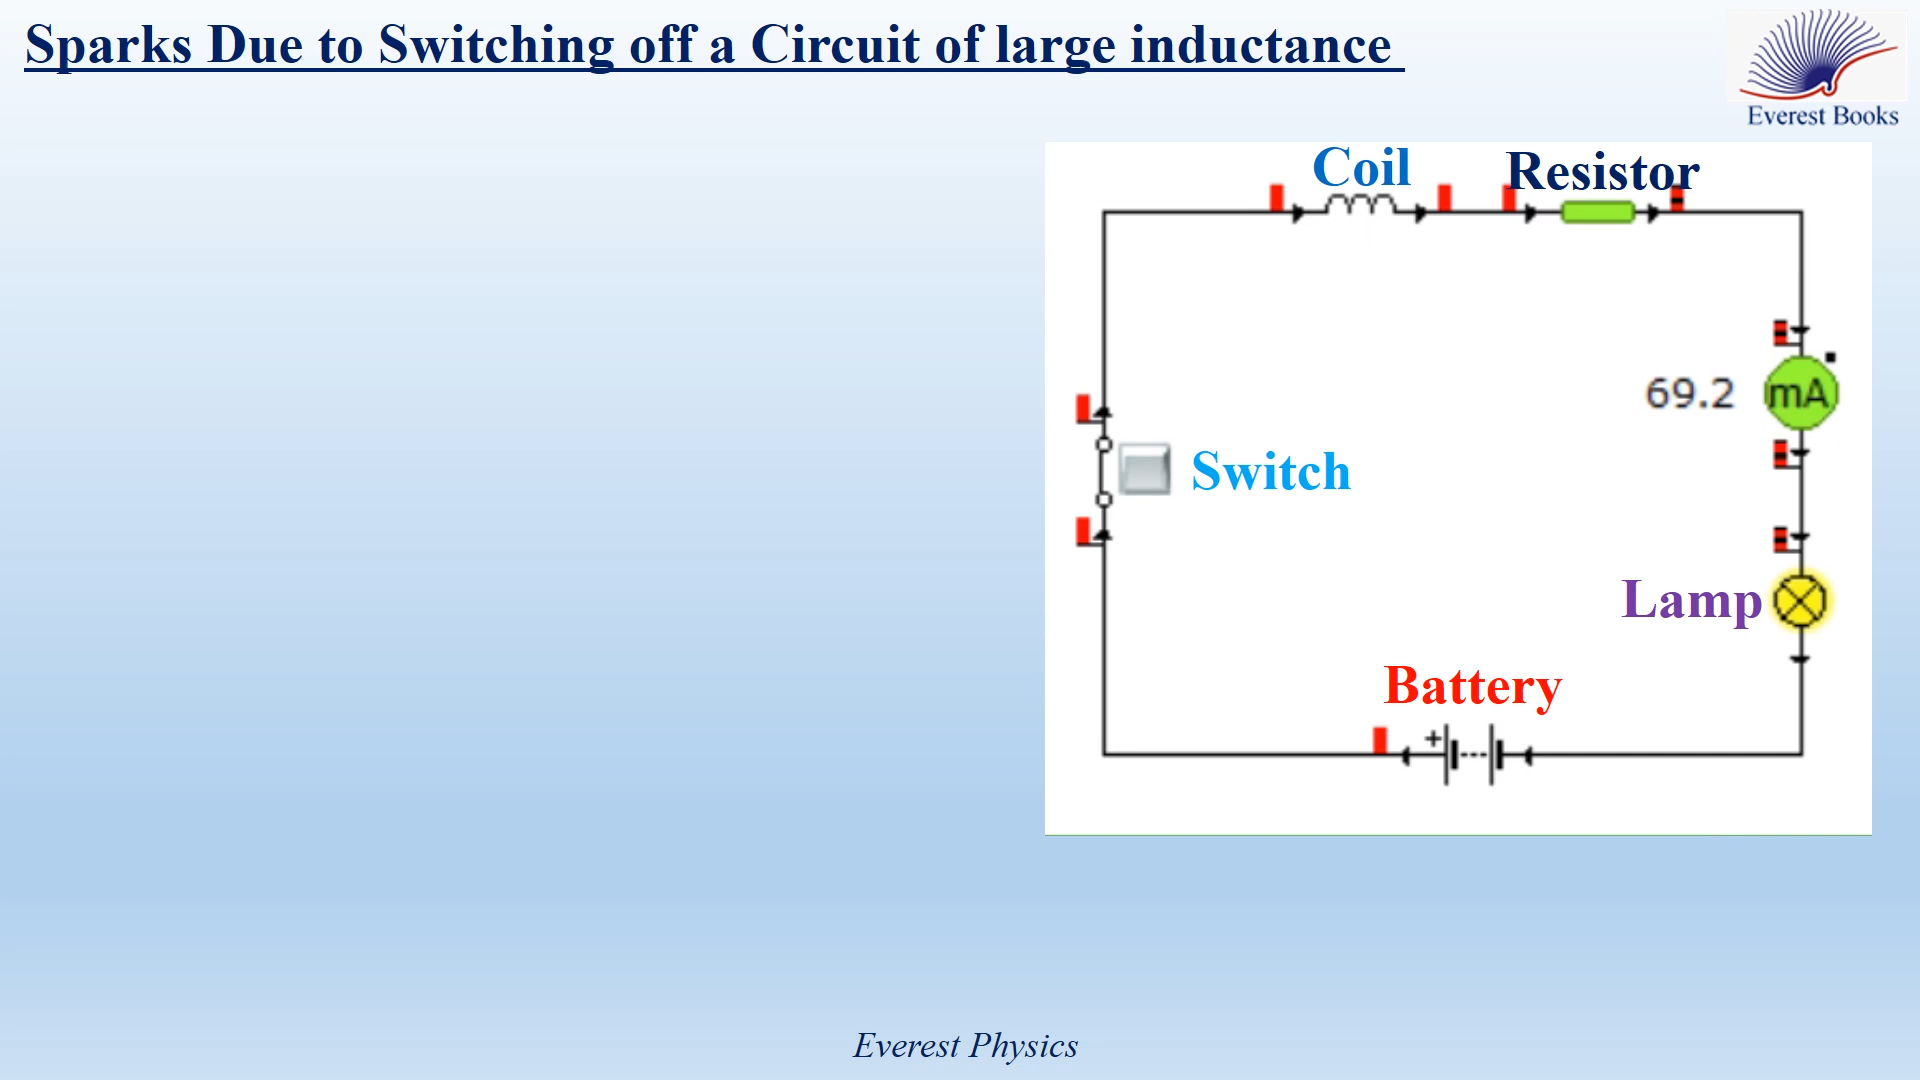 Sparks Due to Switching off a Circuit of large inductance
Everest Books
Coil
Resistor
69.2
mA
Switch
Lamp
Battery
+
Everest Physics